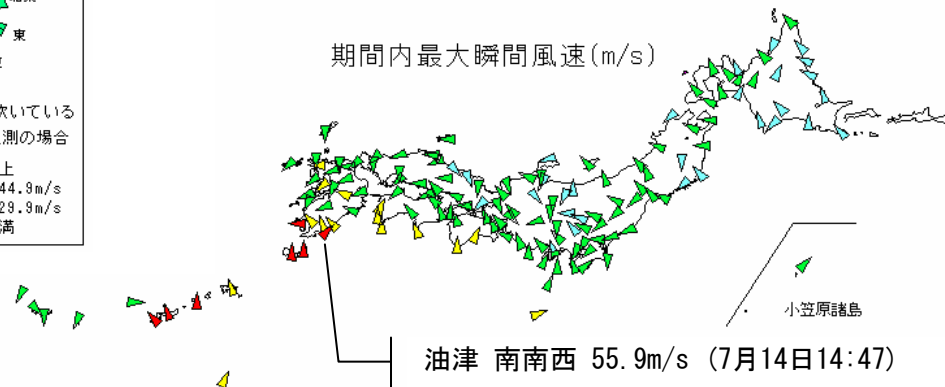 東
期間内最大瞬間風速(m/s)
吹いている
測の場合
上
44.9m/s
29.9m/s
満
小笠原諸島
油津 南南西 55.9m/s (7月14日14:47)